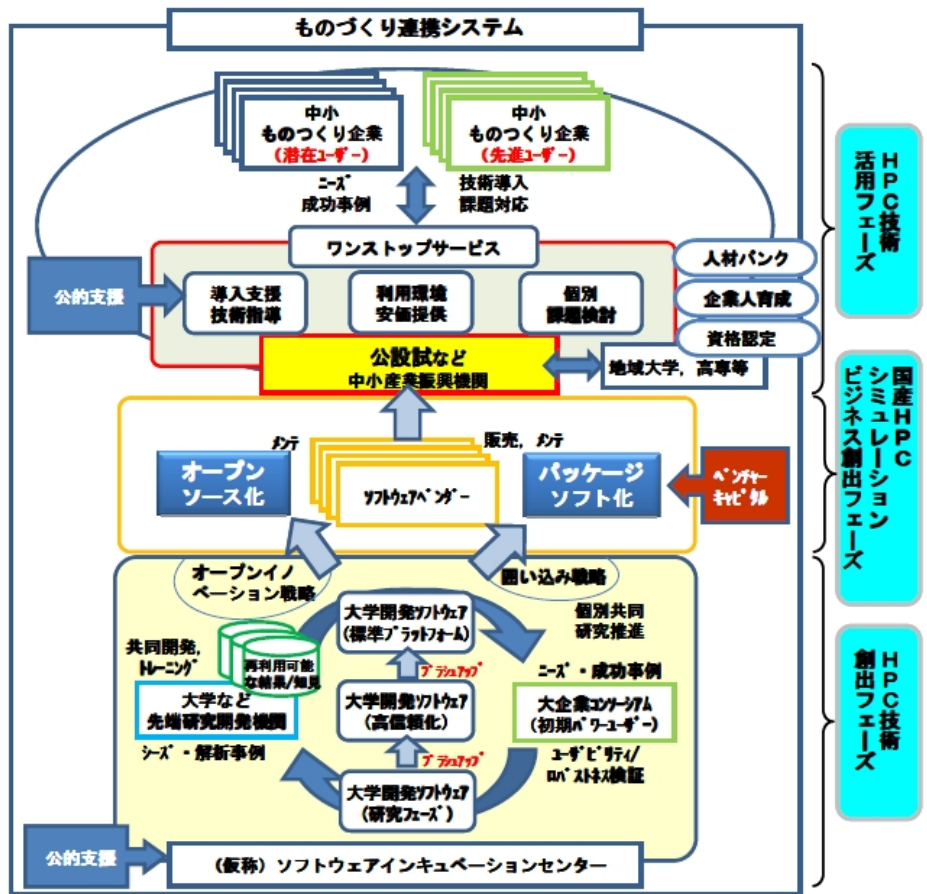 ものづくり連携システム
中小
ものつくり企業
(潜在ユーザー)
中小
ものつくり企業
(先進ユーザー)
ニーズ
成功事例
技術導入
課題対応
ワンストップサービス
公的支援
導入支援
技術指導
利用環境
安価提供
個別
課題検討
人材バンク
企業人育成
資格認定
公設試など
中小産業振興機関
地域大学，高専等
メンテ
販売，メンテ
オープン
ソース化
ソフトウェアベンダー
パッケージ
ソフト化
ベンチャー
キャピタル
オープンイノ
ベーション戦略
囲い込み戦略
大学開発ソフトウェア
(標準プラットフォーム)
個別共同
研究推進
共同開発，
トレーニング
再利用可能
な結果/知見
ブラシュアップ
ニーズ・成功事例
大学など
先端研究開発機関
大学開発ソフトウェア
(高信頼化)
大企業コンソーシアム
(初期パワーユーザー)
シーズ・解析事例
ブラシュアップ
ユーザビリティ/
ロバストネス検証
大学開発ソフトウェア
(研究フェーズ)
公的支援
(仮称) ソフトウェアインキュベーションセンター
HPC技術
活用フェーズ
国産HPC
シミュレーション
ビジネス創出フェーズ
HPC技術
創出フェーズ